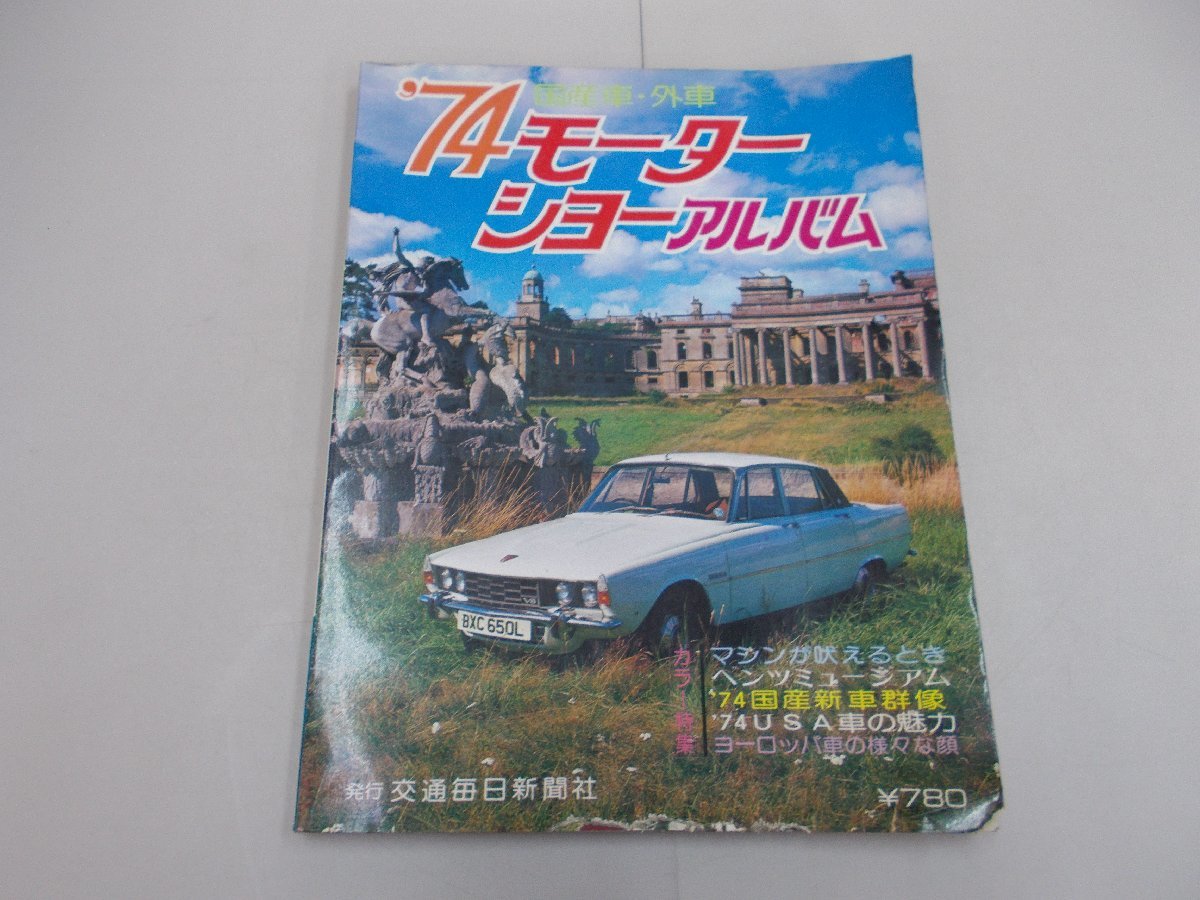 国産車・外車
'74モーター
ショーアルバム
V8
BXC 650L
カラー特集
マシンが吠えるとき
ベンツミュージアム
'74国産新車群像
'74USA車の魅力
ヨーロッパ車の様々な顔
発行 交通毎日新聞社
¥780